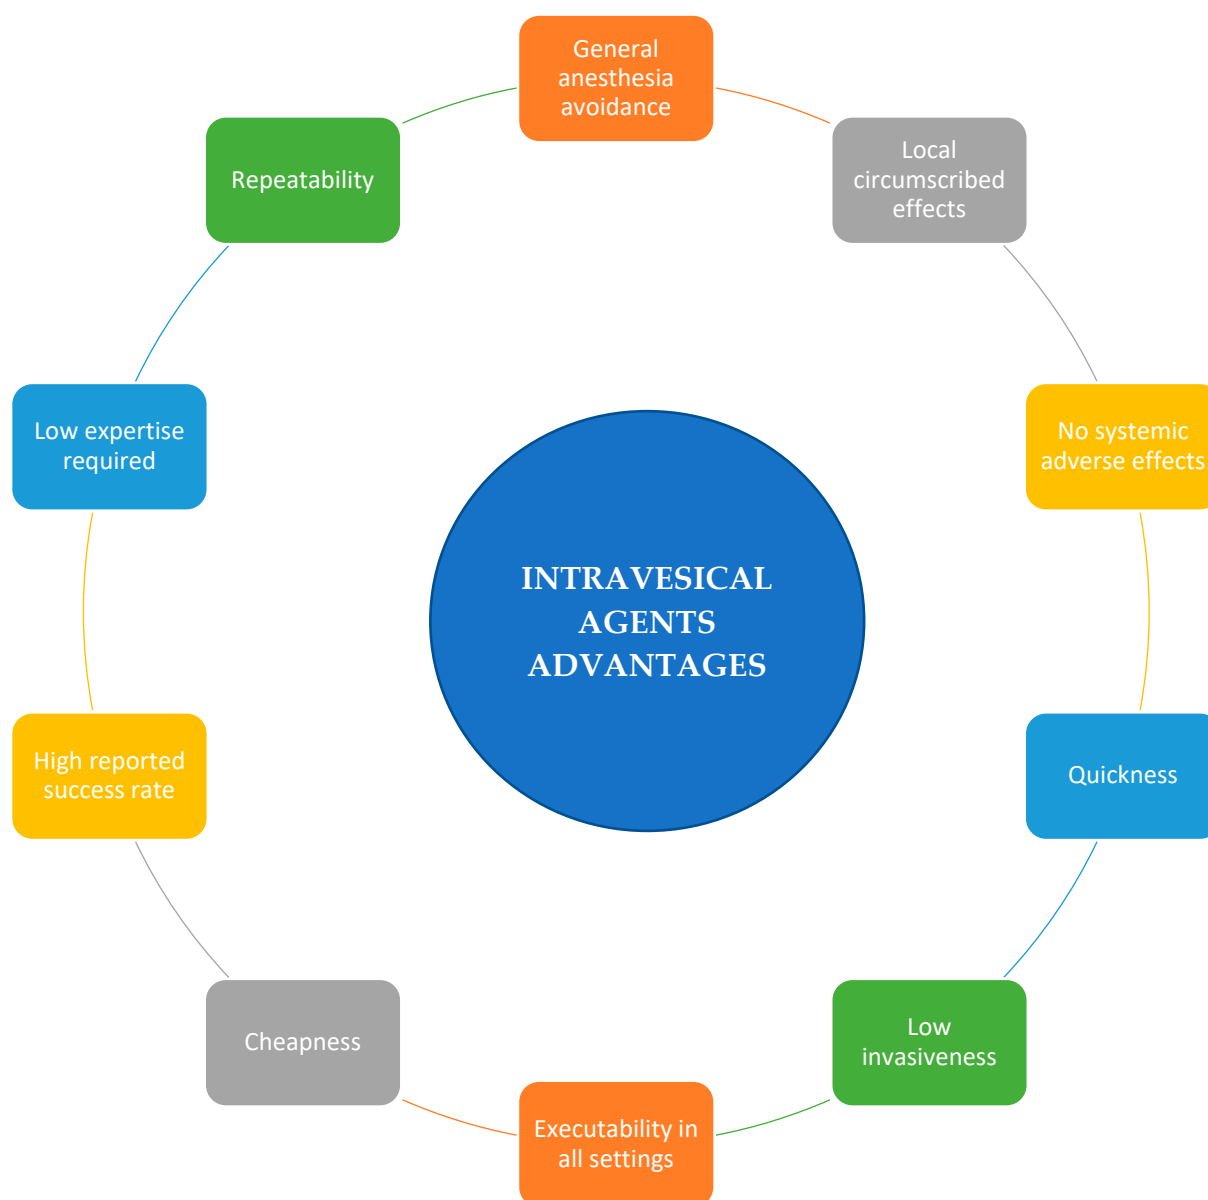 General
anesthesia
avoidance
Local
circumscribed
effects
No systemic
adverse effects
Quickness
Low
invasiveness
Executability in
all settings
Cheapness
High reported
success rate
Low expertise
required
Repeatability
INTRAVESICAL
AGENTS
ADVANTAGES